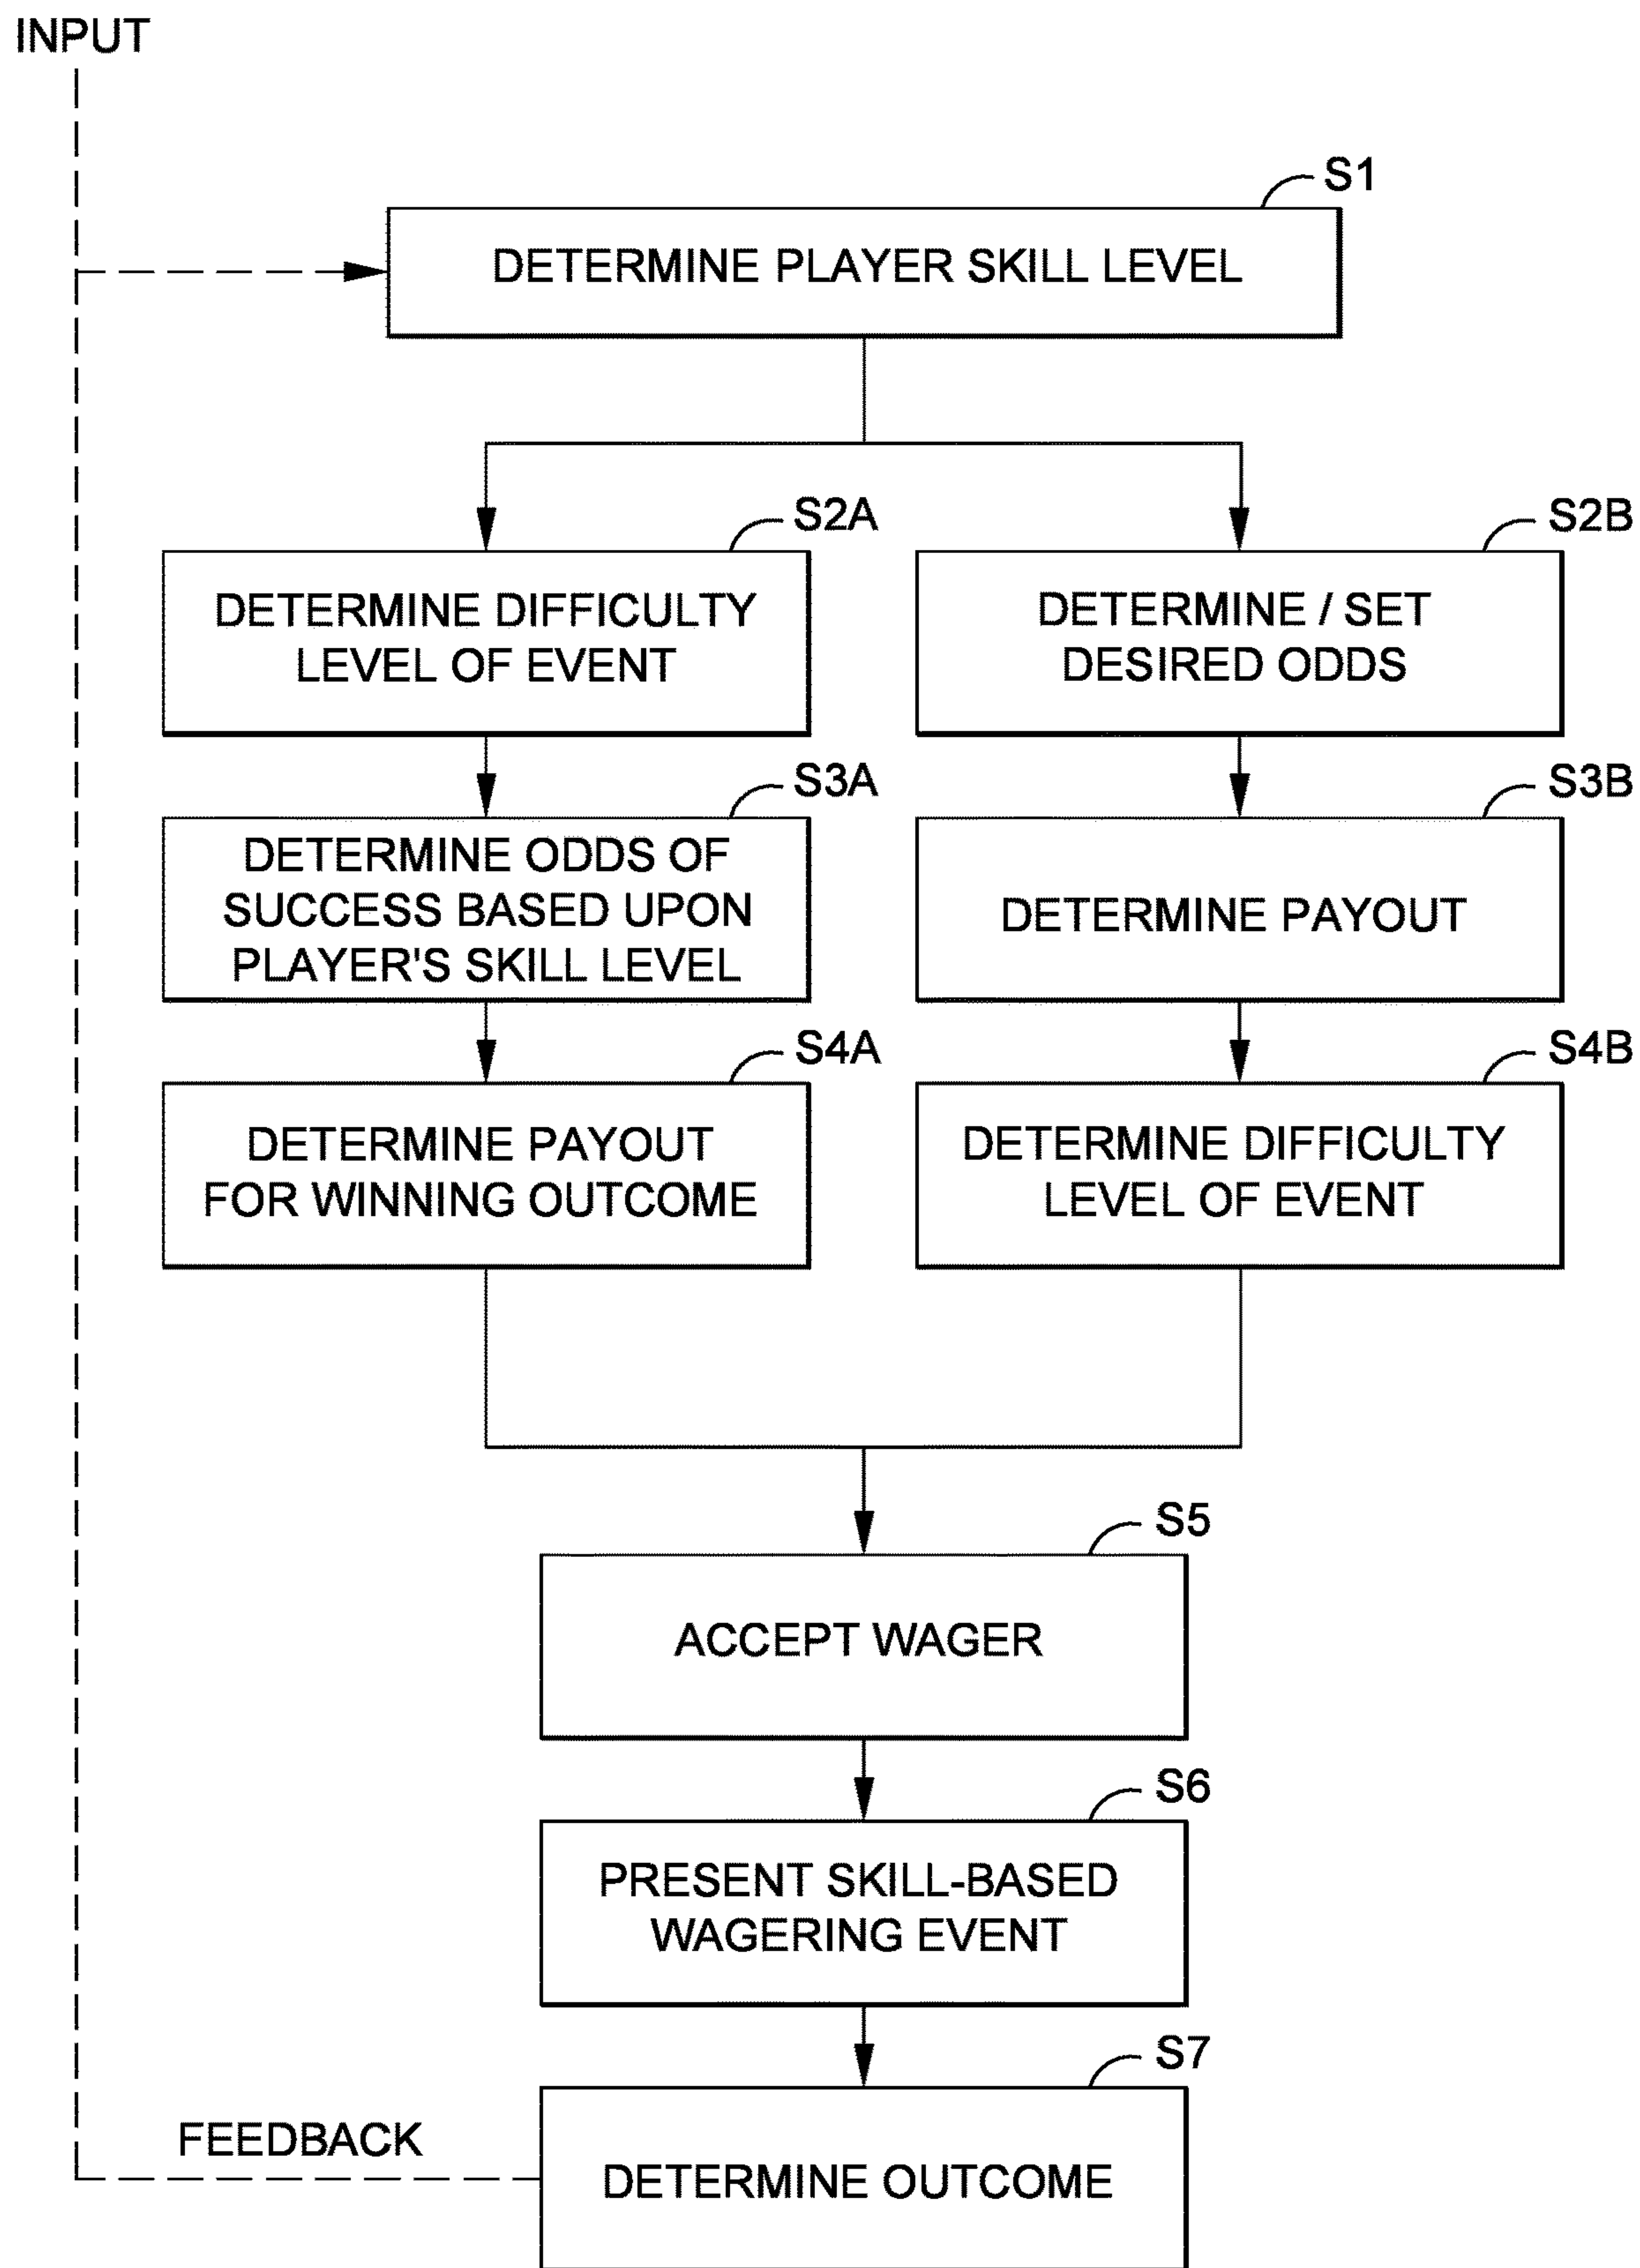 INPUT
S1
DETERMINE PLAYER SKILL LEVEL
S2A
DETERMINE DIFFICULTY
LEVEL OF EVENT
S2B
DETERMINE / SET
DESIRED ODDS
S3A
DETERMINE ODDS OF
SUCCESS BASED UPON
PLAYER'S SKILL LEVEL
S3B
DETERMINE PAYOUT
S4A
DETERMINE PAYOUT
FOR WINNING OUTCOME
S4B
DETERMINE DIFFICULTY
LEVEL OF EVENT
S5
ACCEPT WAGER
S6
PRESENT SKILL-BASED
WAGERING EVENT
S7
FEEDBACK
DETERMINE OUTCOME